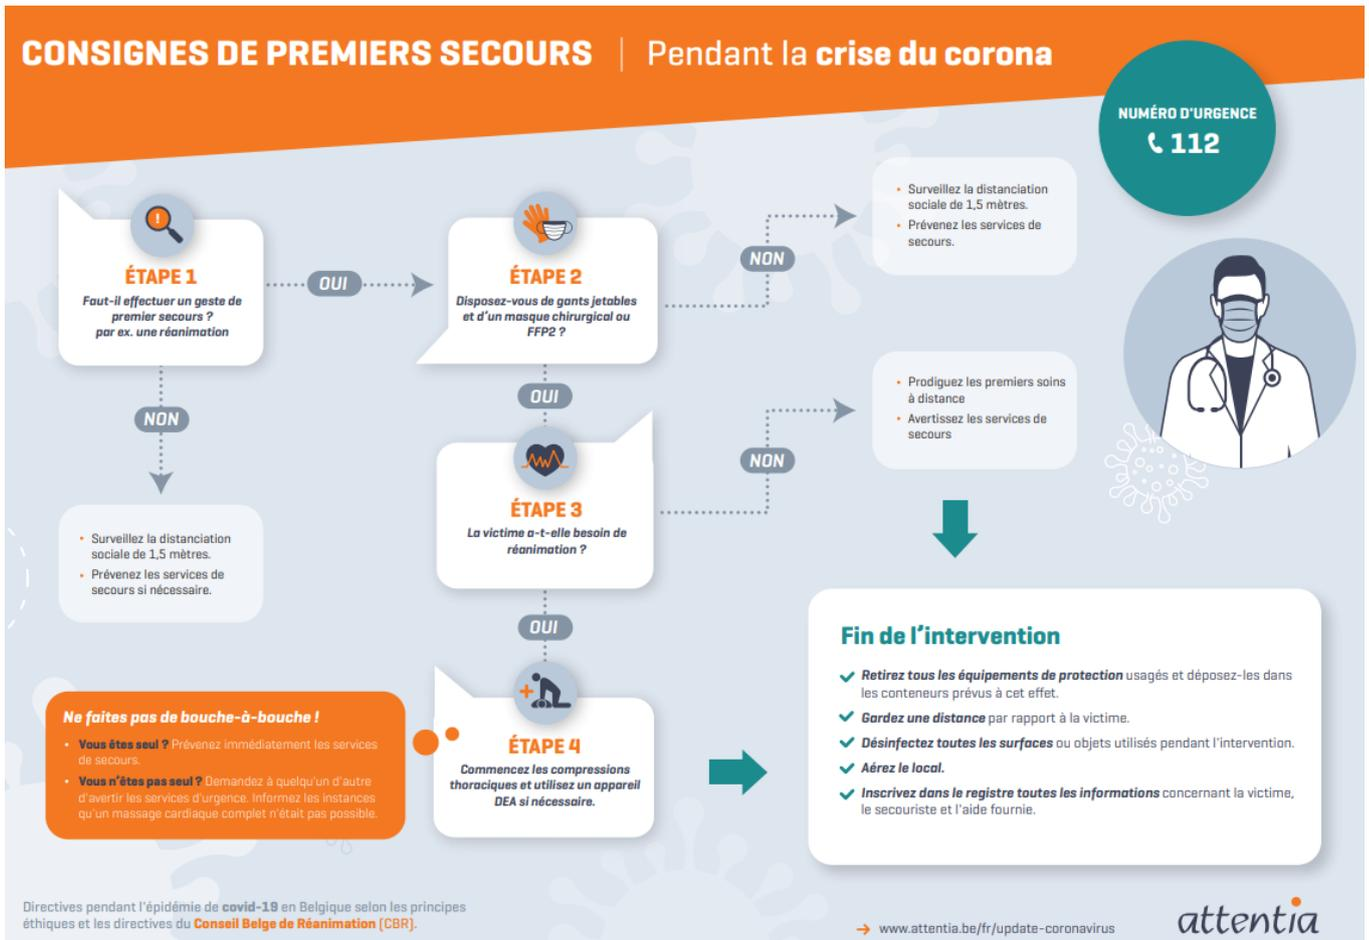 CONSIGNES DE PREMIERS SECOURS | Pendant la crise du corona
NUMÉRO D'URGENCE
112
ÉTAPE 1
Faut-il effectuer un geste de
premier secours ?
par ex. une réanimation
OUI
ÉTAPE 2
Disposez-vous de gants jetables
et d'un masque chirurgical ou
FFP2 ?
NON
• Surveillez la distanciation
sociale de 1,5 mètres.
• Prévenez les services de
secours.
NON
• Surveillez la distanciation
sociale de 1,5 mètres.
• Prévenez les services de
secours si nécessaire.
OUI
ÉTAPE 3
La victime a-t-elle besoin de
réanimation ?
NON
• Prodiguez les premiers soins
à distance
• Avertissez les services de
secours
OUI
ÉTAPE 4
Commencez les compressions
thoraciques et utilisez un appareil
DEA si nécessaire.
Ne faites pas de bouche-à-bouche !
• Vous êtes seul ? Prévenez immédiatement les services
de secours.
• Vous n'êtes pas seul ? Demandez à quelqu'un d'autre
d'avertir les services d'urgence. Informez les instances
qu'un massage cardiaque complet n'était pas possible.
Fin de l'intervention
Retirez tous les équipements de protection usagés et déposez-les dans
les conteneurs prévus à cet effet.
Gardez une distance par rapport à la victime.
Désinfectez toutes les surfaces ou objets utilisés pendant l'intervention.
Aérez le local.
Inscrivez dans le registre toutes les informations concernant la victime,
le secouriste et l'aide fournie.
Directives pendant l'épidémie de covid-19 en Belgique selon les principes
éthiques et les directives du Conseil Belge de Réanimation (CBR).
www.attentia.be/fr/update-coronavirus
attentia